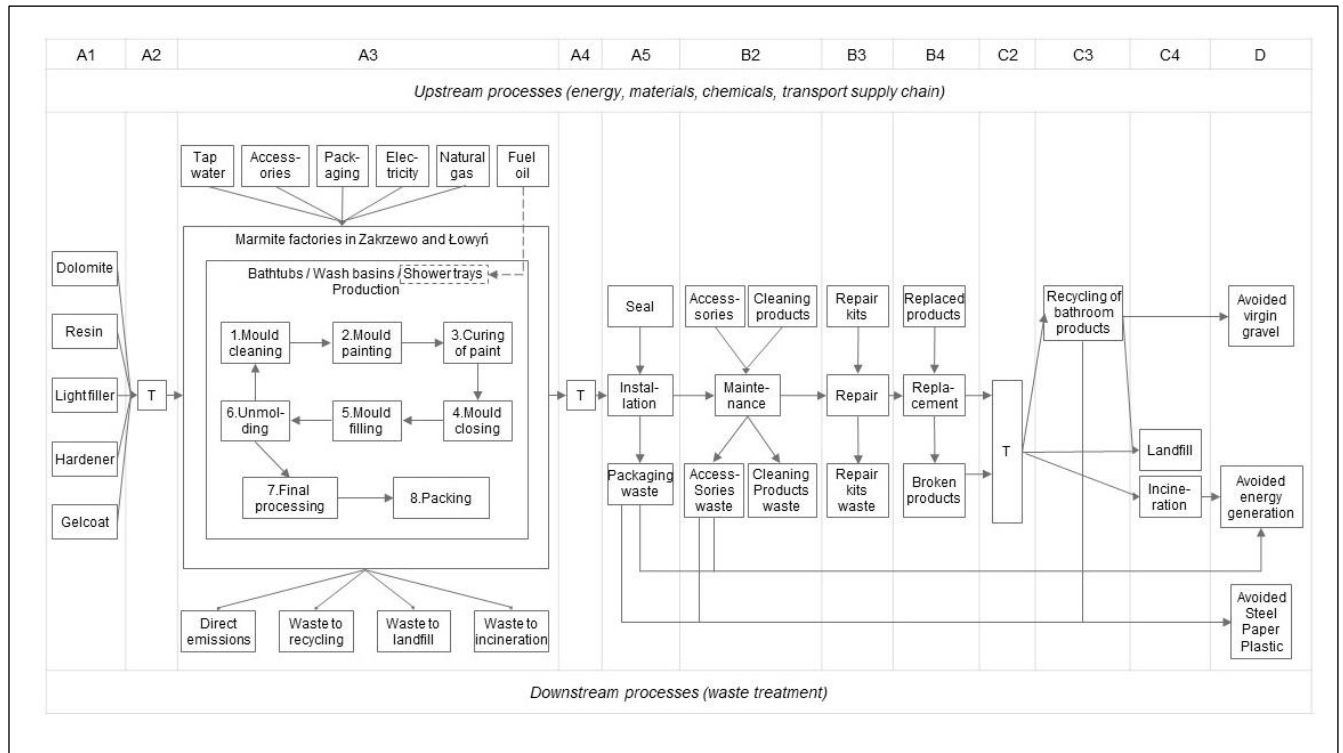 A1
A2
A3
A4
A5
B2
B3
B4
C2
C3
C4
D
Upstream processes (energy, materials, chemicals, transport supply chain)
Tap
water
Access-
ories
Pack-
aging
Elec-
tricity
Natural
gas
Fuel
oil
Marmite factories in Zakrzewo and Łowyń
Bathtubs / Wash basins / Shower trays
Production
1.Mould
cleaning
2.Mould
painting
3.Curing
of paint
6.Unmol-
ding
5.Mould
filling
4.Mould
closing
7.Final
processing
8.Packing
Dolomite
Resin
Light filler
Hardener
Gelcoat
T
T
Direct
emissions
Waste to
recycling
Waste to
landfill
Waste to
incineration
Seal
Instal-
lation
Packaging
waste
Access-
sories
Cleaning
products
Mainte-
nance
Access-
Sories
waste
Cleaning
Products
waste
Repair
kits
Repair
Repair
kits
waste
Replaced
products
Repla-
cement
Broken
products
T
Recycling of
bathroom
products
Landfill
Incine-
ration
Avoided
virgin
gravel
Avoided
energy
generation
Avoided
Steel
Paper
Plastic
Downstream processes (waste treatment)